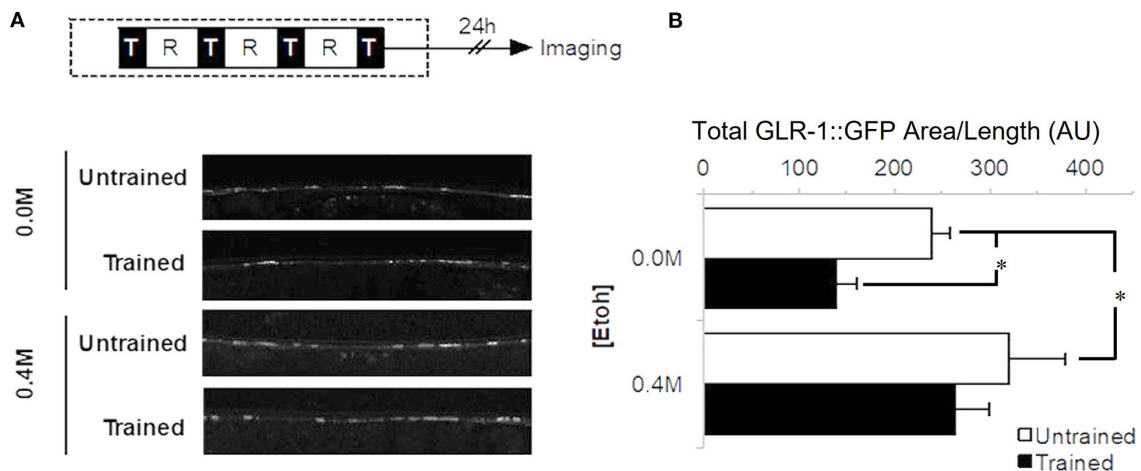 A
T R T R T R T
24h
Imaging
0.0M
Untrained
Trained
0.4M
Untrained
Trained
B
Total GLR-1::GFP Area/Length (AU)
0 100 200 300 400
[Etoh]
0.0M
*
*
0.4M
Untrained
Trained